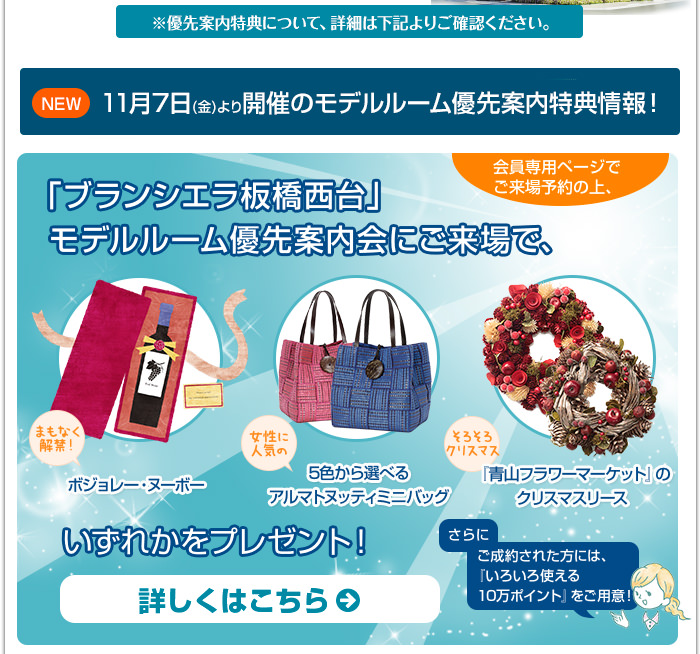 ※優先案内特典について、詳細は下記よりご確認ください。
NEW 11月7日(金)より開催のモデルルーム優先案内特典情報！
会員専用ページで
ご来場予約の上、
「ブランシエラ板橋西台」
モデルルーム優先案内会にご来場で、
まもなく
解禁！
ボジョレー・ヌーボー
女性に
人気の
5色から選べる
アルマトヌッティミニバッグ
そろそろ
クリスマス
『青山フラワーマーケット』の
クリスマスリース
いずれかをプレゼント！
さらに
ご成約された方には、
『いろいろ使える
10万ポイント』をご用意！
詳しくはこちら